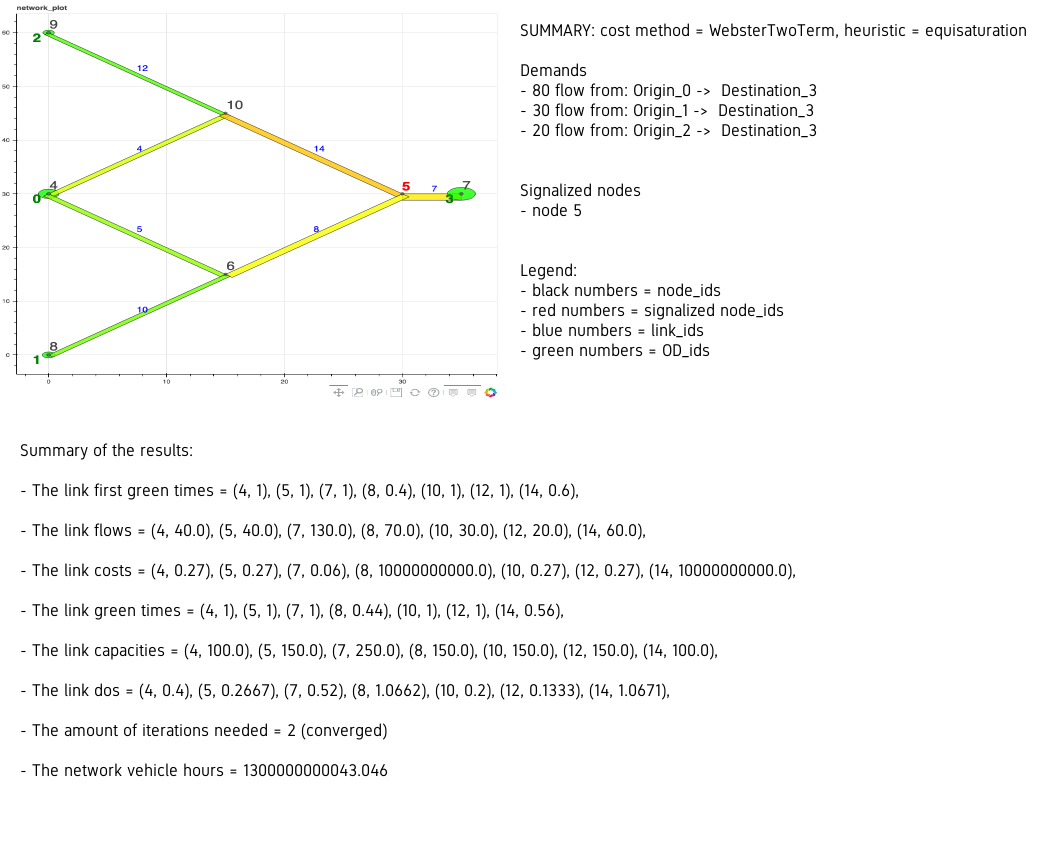 network_plot
SUMMARY: cost method = WebsterTwoTerm, heuristic = equisaturation
Demands
- 80 flow from: Origin_0 -> Destination_3
- 30 flow from: Origin_1 -> Destination_3
- 20 flow from: Origin_2 -> Destination_3
Signalized nodes
- node 5
Legend:
- black numbers = node_ids
- red numbers = signalized node_ids
- blue numbers = link_ids
- green numbers = OD_ids
60
50
40
30
20
10
0
0
10
20
30
9
2
12
10
4
14
4
0
5
7
7
3
5
8
6
10
8
1
Summary of the results:
- The link first green times = (4, 1), (5, 1), (7, 1), (8, 0.4), (10, 1), (12, 1), (14, 0.6),
- The link flows = (4, 40.0), (5, 40.0), (7, 130.0), (8, 70.0), (10, 30.0), (12, 20.0), (14, 60.0),
- The link costs = (4, 0.27), (5, 0.27), (7, 0.06), (8, 10000000000.0), (10, 0.27), (12, 0.27), (14, 10000000000.0),
- The link green times = (4, 1), (5, 1), (7, 1), (8, 0.44), (10, 1), (12, 1), (14, 0.56),
- The link capacities = (4, 100.0), (5, 150.0), (7, 250.0), (8, 150.0), (10, 150.0), (12, 150.0), (14, 100.0),
- The link dos = (4, 0.4), (5, 0.2667), (7, 0.52), (8, 1.0662), (10, 0.2), (12, 0.1333), (14, 1.0671),
- The amount of iterations needed = 2 (converged)
- The network vehicle hours = 1300000000043.046